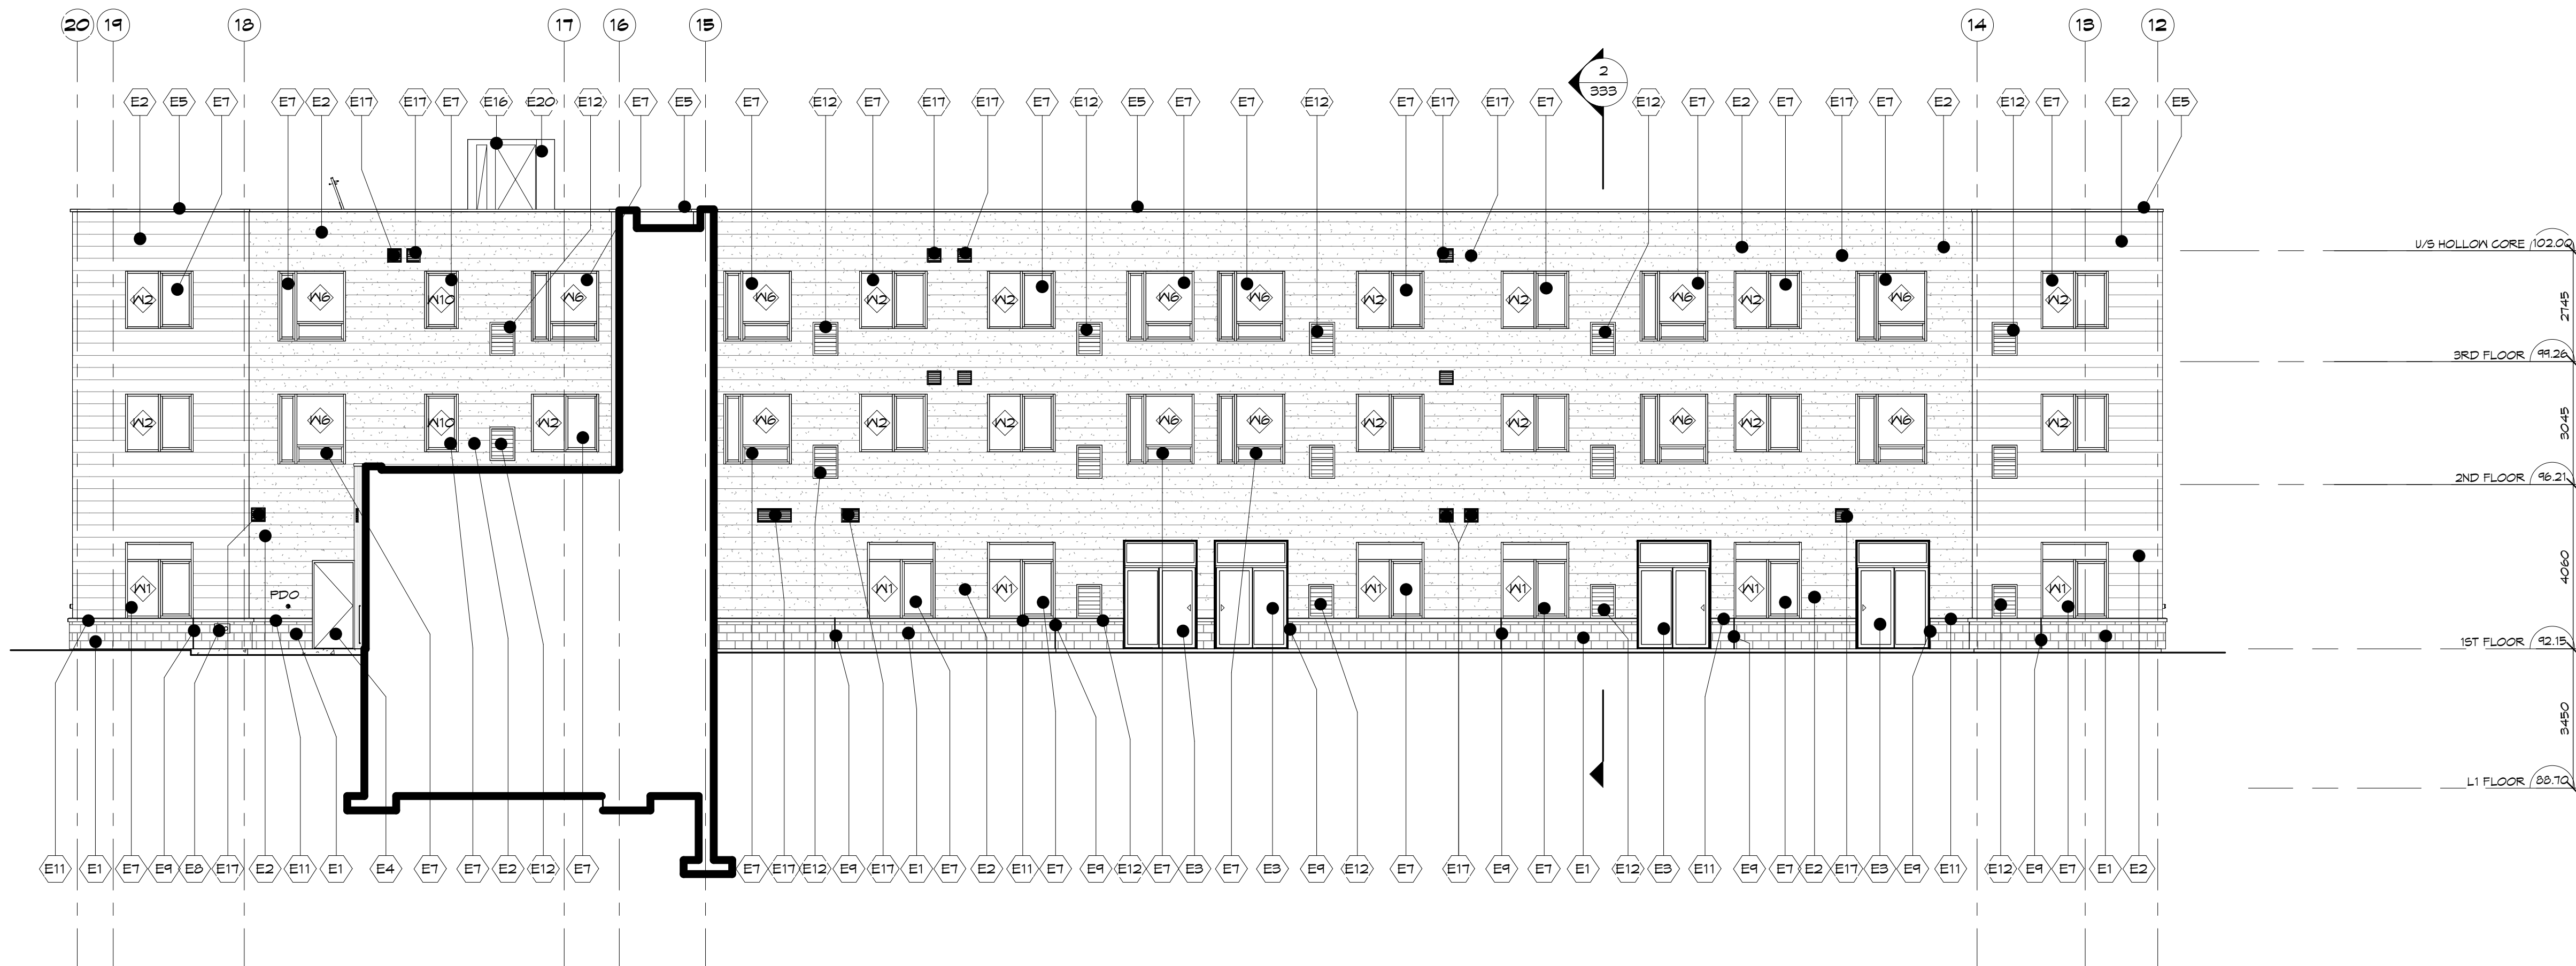 20 19 18 17 16 15 14 13 12
2
333
E2 E5 E7 E7 E2 E17 E17 E7 E16 E20 E12 E7 E5 E7 E12 E7 E17 E17 E7 E12 E5 E7 E7 E12 E7 E17 E17 E7 E12 E7 E2 E7 E17 E7 E2 E12 E7 E2 E5
U/S HOLLOW CORE 102.00
W2 W6 W10 W6 W6 W2 W2 W6 W6 W2 W2 W6 W2 W6 W2
2745
3RD FLOOR 99.26
W2 W6 W10 W2 W6 W2 W2 W6 W6 W2 W2 W6 W2 W6 W2
3045
2ND FLOOR 96.21
4060
W1 W1 W1 W1 W1 W1 W1
PDO
1ST FLOOR 92.15
3450
L1 FLOOR 88.70
E11 E1 E7 E9 E8 E17 E2 E11 E1 E4 E7 E7 E2 E12 E7 E7 E17 E12 E9 E17 E1 E7 E2 E11 E7 E9 E12 E7 E3 E7 E3 E9 E12 E7 E17 E9 E7 E1 E12 E3 E11 E9 E7 E2 E17 E3 E9 E11 E12 E9 E7 E1 E2